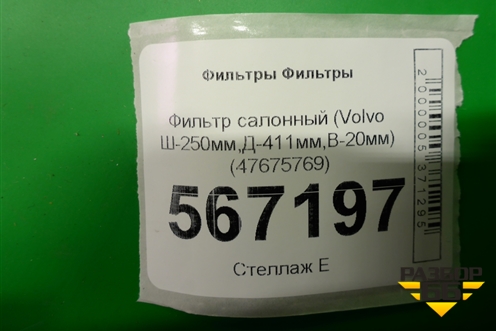 Фильтры Фильтры
Фильтр салонный (Volvo
Ш-250мм,Д-411мм,В-20мм)
(47675769)
567197
Стеллаж Е
2000005371295
РАЗБОР